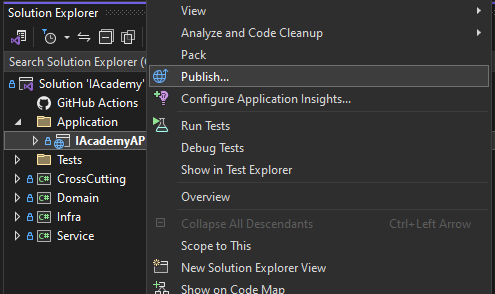 Solution Explorer
Search Solution Explorer (
Solution 'IAcademy'
GitHub Actions
Application
IAcademyAP
Tests
C# CrossCutting
C# Domain
C# Infra
C# Service
View
Analyze and Code Cleanup
Pack
Publish...
Configure Application Insights...
Run Tests
Debug Tests
Show in Test Explorer
Overview
Collapse All Descendants Ctrl+Left Arrow
Scope to This
New Solution Explorer View
Show on Code Map